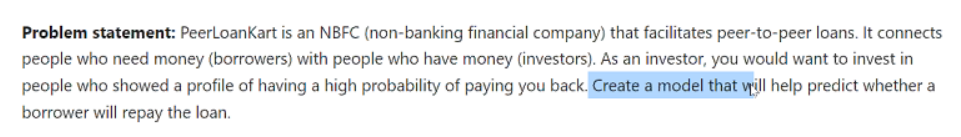 Problem statement: PeerLoanKart is an NBFC (non-banking financial company) that facilitates peer-to-peer loans. It connects
people who need money (borrowers) with people who have money (investors). As an investor, you would want to invest in
people who showed a profile of having a high probability of paying you back. Create a model that will help predict whether a
borrower will repay the loan.